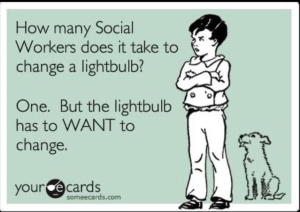 How many Social
Workers does it take to
change a lightbulb?
One. But the lightbulb
has to WANT to
change.
your e cards
someecards.com